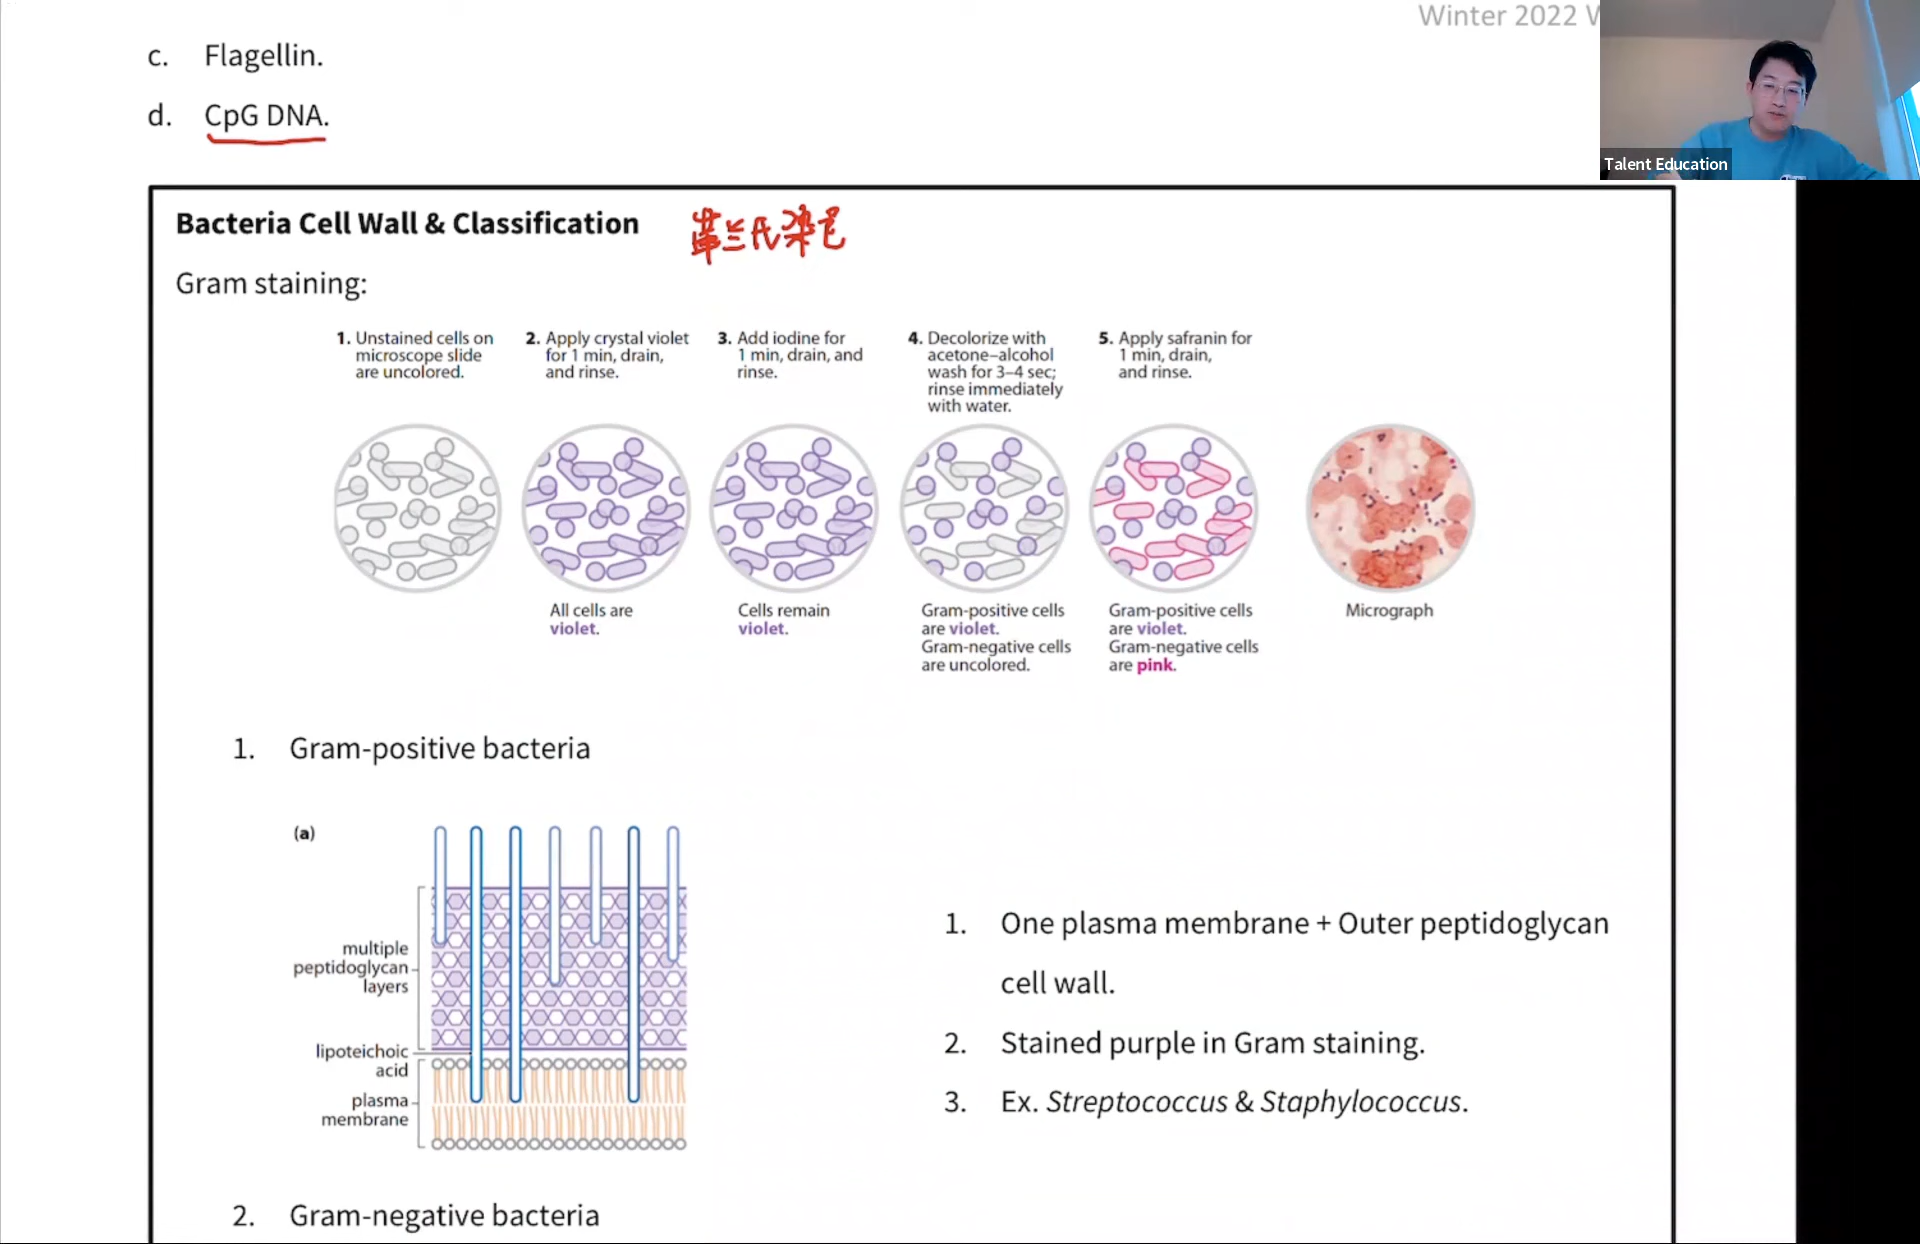 Winter 2022
c. Flagellin.
d. CpG DNA.
Talent Education
Bacteria Cell Wall & Classification 革兰氏染色
Gram staining:
1. Unstained cells on
microscope slide
are uncolored.
2. Apply crystal violet
for 1 min, drain,
and rinse.
3. Add iodine for
1 min, drain, and
rinse.
4. Decolorize with
acetone–alcohol
wash for 3–4 sec;
rinse immediately
with water.
5. Apply safranin for
1 min, drain,
and rinse.
All cells are
violet.
Cells remain
violet.
Gram-positive cells
are violet.
Gram-negative cells
are uncolored.
Gram-positive cells
are violet.
Gram-negative cells
are pink.
Micrograph
1. Gram-positive bacteria
(a)
multiple
peptidoglycan
layers
lipoteichoic
acid
plasma
membrane
1. One plasma membrane + Outer peptidoglycan
cell wall.
2. Stained purple in Gram staining.
3. Ex. Streptococcus & Staphylococcus.
2. Gram-negative bacteria